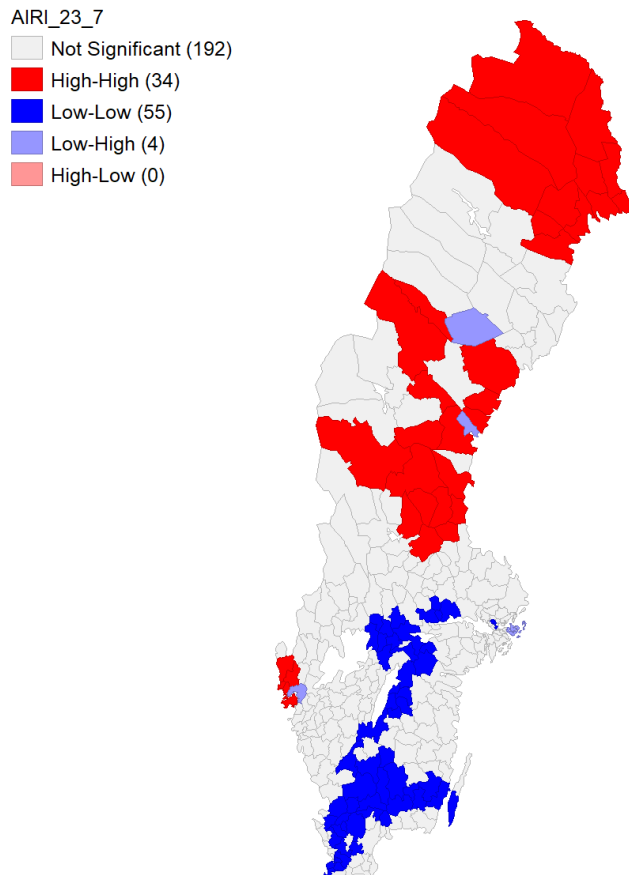 AIRI_23_7
Not Significant (192)
High-High (34)
Low-Low (55)
Low-High (4)
High-Low (0)